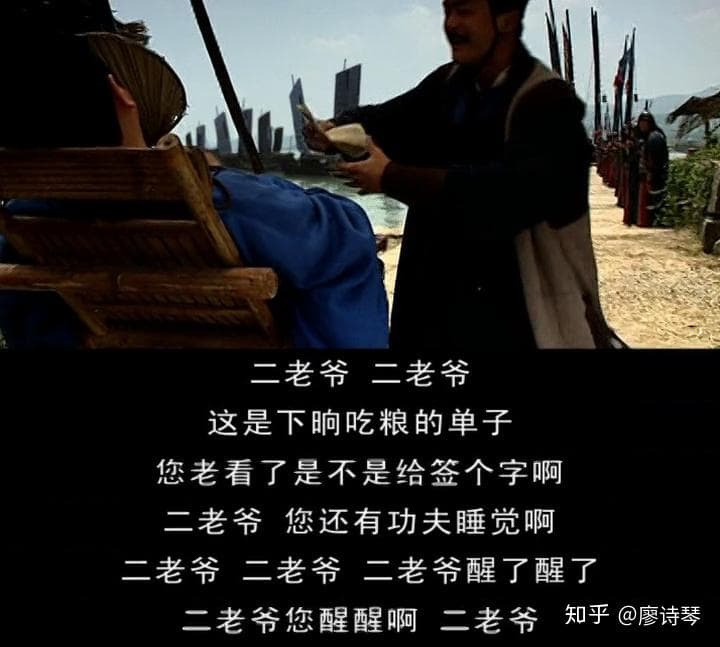 二老爷 二老爷
这是下晌吃粮的单子
您老看了是不是给签个字啊
二老爷 您还有功夫睡觉啊
二老爷 二老爷 二老爷醒了醒了
二老爷您醒醒啊 二老爷
知乎 @廖诗琴